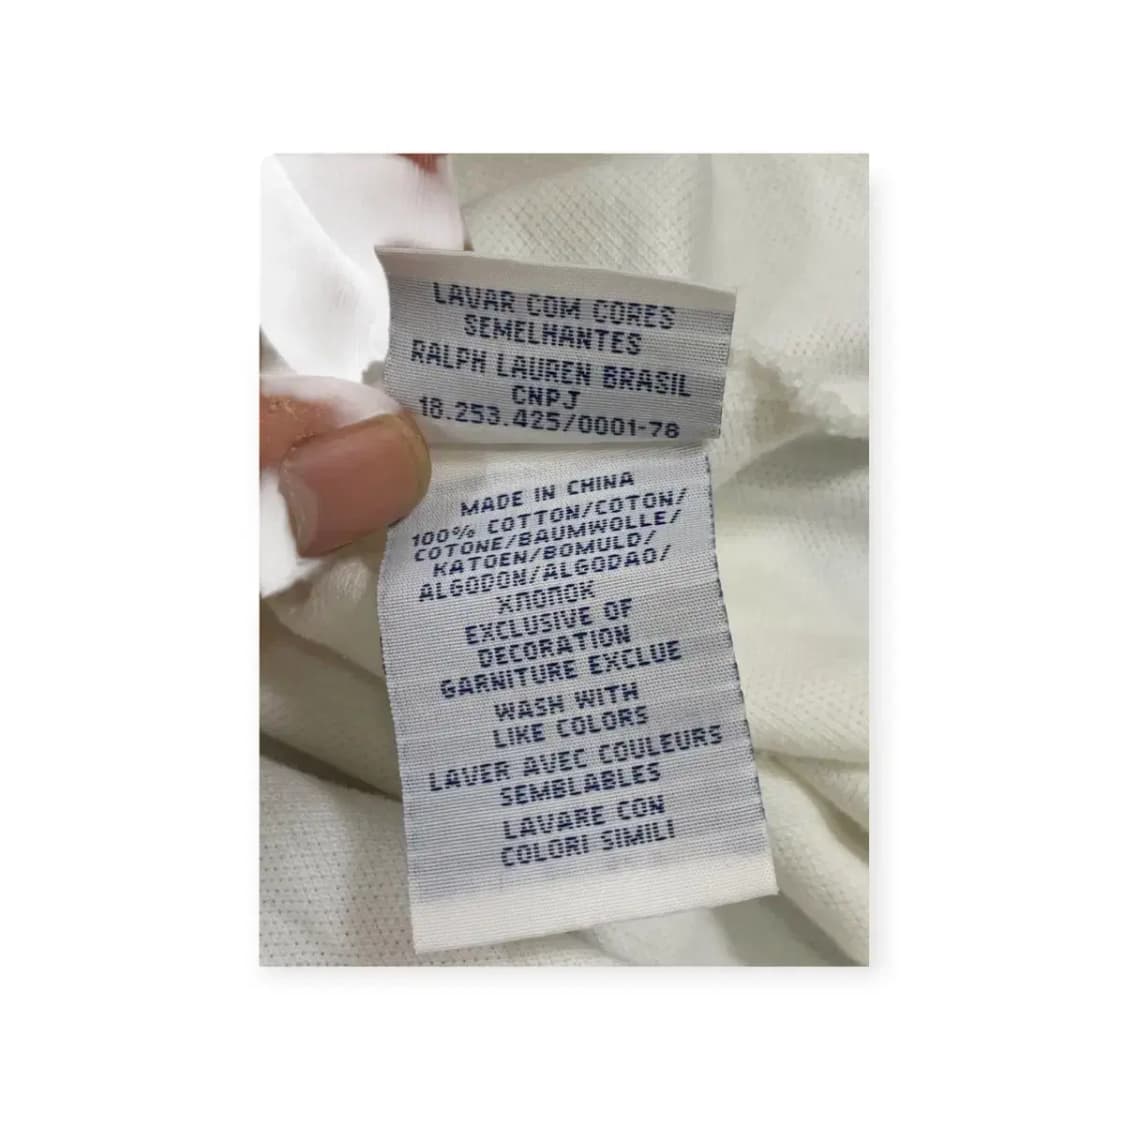 LAVAR COM CORES
SEMELHANTES
RALPH LAUREN BRASIL
CNPJ
18.253.425/0001-78
MADE IN CHINA
100% COTTON/COTON/
COTONE/BAUMWOLLE/
KATOEN/BOMULD/
ALGODON/ALGODAO/
ХЛОПОК
EXCLUSIVE OF
DECORATION
GARNITURE EXCLUE
WASH WITH
LIKE COLORS
LAVER AVEC COULEURS
SEMBLABLES
LAVARE CON
COLORI SIMILI